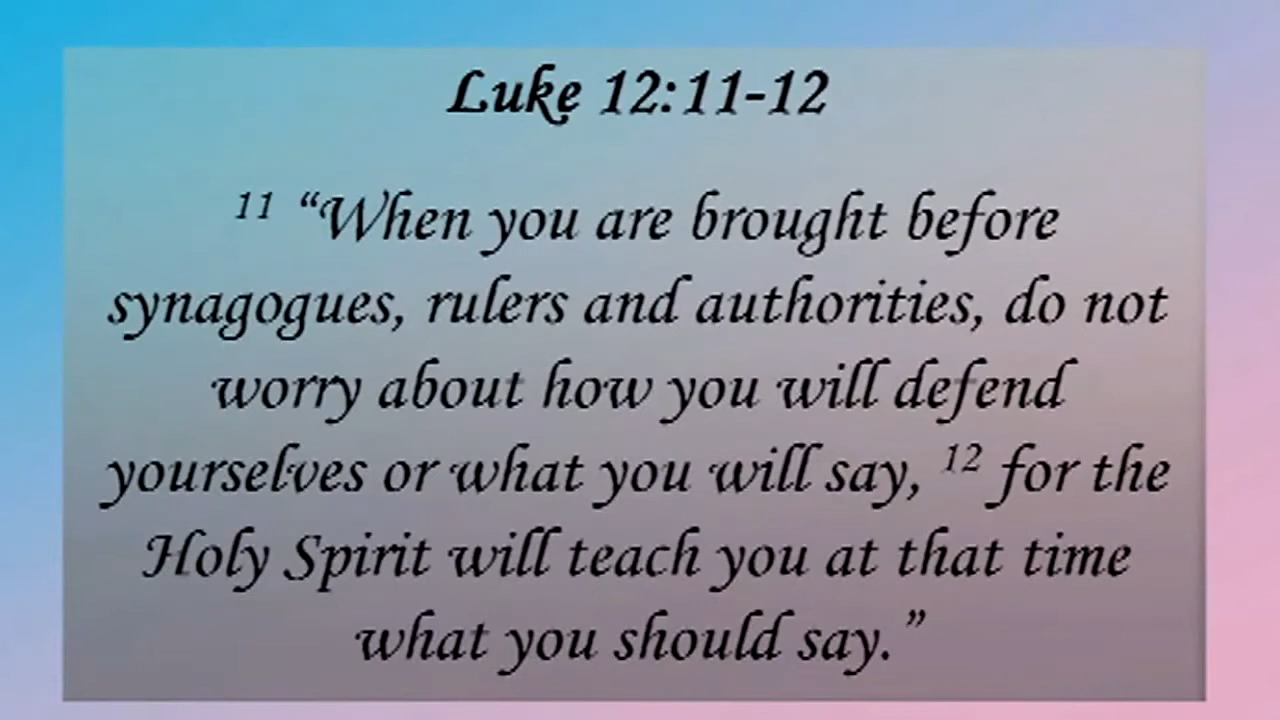 Luke 12:11-12
11 “When you are brought before
synagogues, rulers and authorities, do not
worry about how you will defend
yourselves or what you will say, 12 for the
Holy Spirit will teach you at that time
what you should say.”